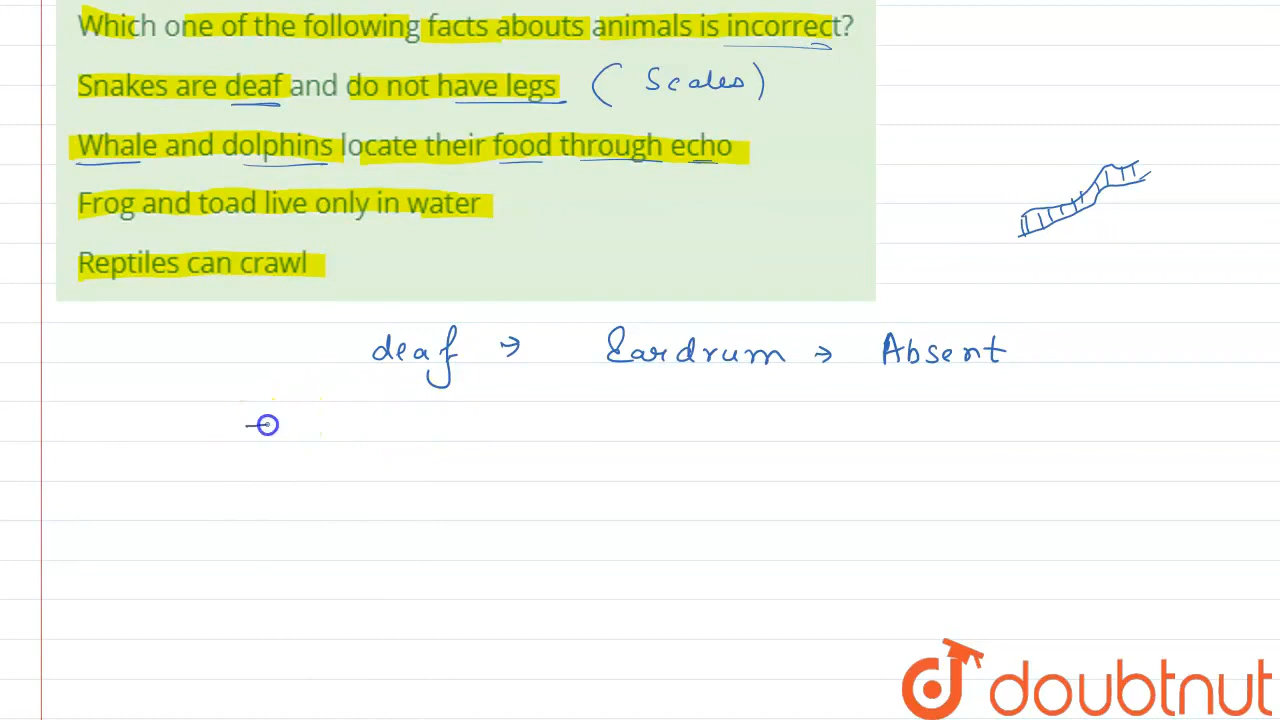 Which one of the following facts abouts animals is incorrect?
Snakes are deaf and do not have legs (Scales)
Whale and dolphins locate their food through echo
Frog and toad live only in water
Reptiles can crawl
deaf → Eardrum → Absent
doubtnut